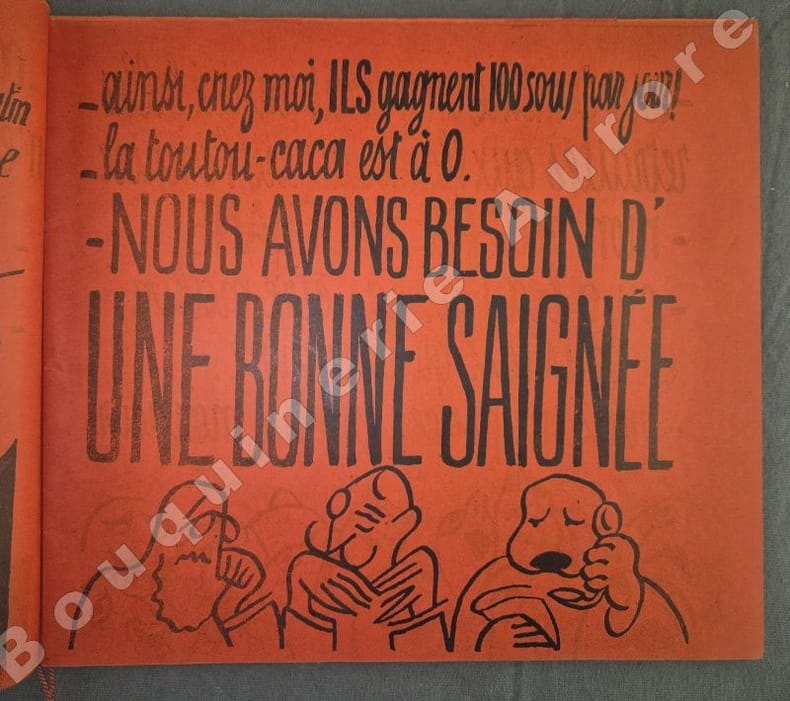 - ainsi, chez moi, ILS gagnent 100 sous par jour!
- la toutou-caca est à 0.
- NOUS AVONS BESOIN D'
UNE BONNE SAIGNÉE
Bouquinerie Aurore